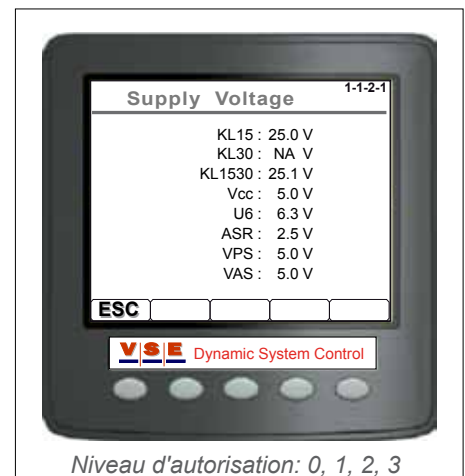 Supply Voltage 1-1-2-1
KL15 : 25.0 V
KL30 : NA V
KL1530 : 25.1 V
Vcc : 5.0 V
U6 : 6.3 V
ASR : 2.5 V
VPS : 5.0 V
VAS : 5.0 V
ESC
VSE Dynamic System Control
Niveau d'autorisation: 0, 1, 2, 3